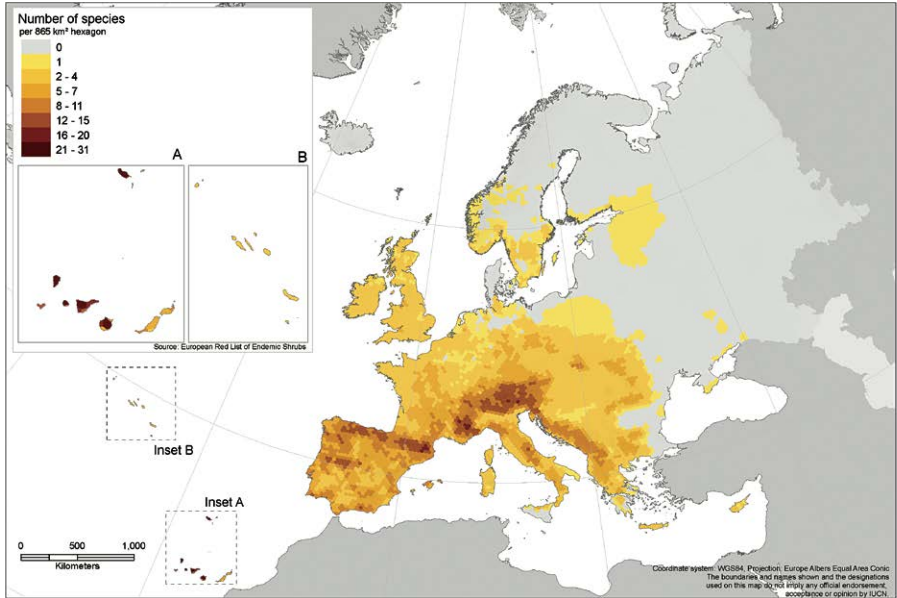 Number of species
per 865 km² hexagon
0
1
2 - 4
5 - 7
8 - 11
12 - 15
16 - 20
21 - 31
A
B
Source: European Red List of Endemic Shrubs
Inset B
Inset A
0 500 1,000
Kilometers
Coordinate system: WGS84, Projection: Europe Albers Equal Area Conic
The boundaries and names shown and the designations
used on this map do not imply any official endorsement,
acceptance or opinion by IUCN.